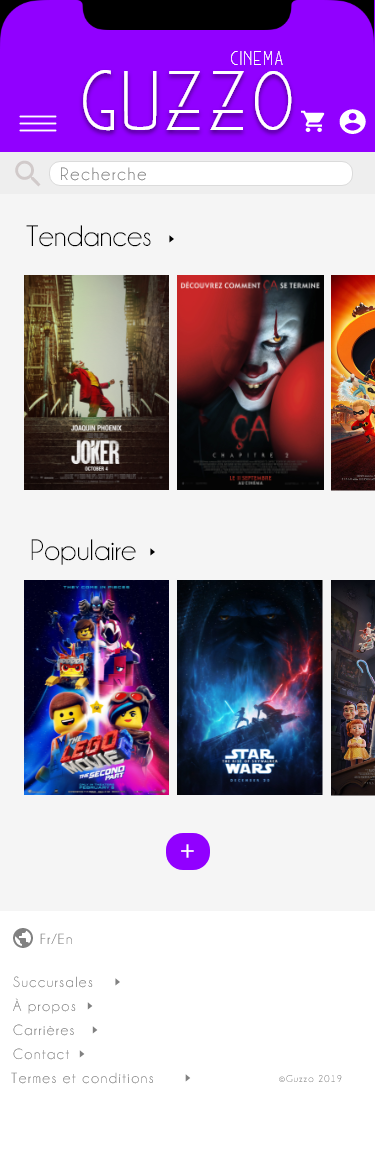 CINEMA
GUZZO
Recherche
Tendances
DÉCOUVREZ COMMENT ÇA SE TERMINE
JOAQUIN PHOENIX
JOKER
OCTOBER 4
ÇA
CHAPITRE 2
LE 11 SEPTEMBRE
AU CINÉMA
Populaire
THEY COME IN PIECES
THE
LEGO
MOVIE
THE SECOND
PART
FEBRUARY 8
STAR
THE RISE OF SKYWALKER
WARS
DECEMBER 20
+
Fr/En
Succursales
À propos
Carrières
Contact
Termes et conditions
©Guzzo 2019